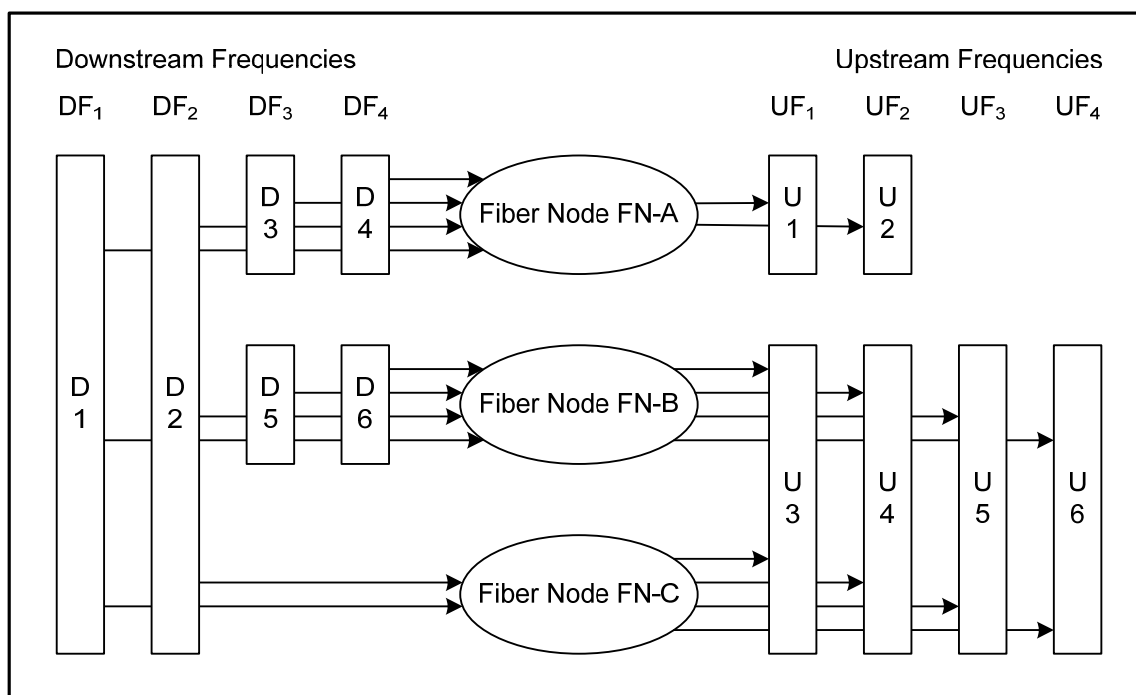 Downstream Frequencies
Upstream Frequencies
DF₁ DF₂ DF₃ DF₄
UF₁ UF₂ UF₃ UF₄
D
3
D
4
Fiber Node FN-A
U
1
U
2
D
1
D
2
D
5
D
6
Fiber Node FN-B
U
3
U
4
U
5
U
6
Fiber Node FN-C